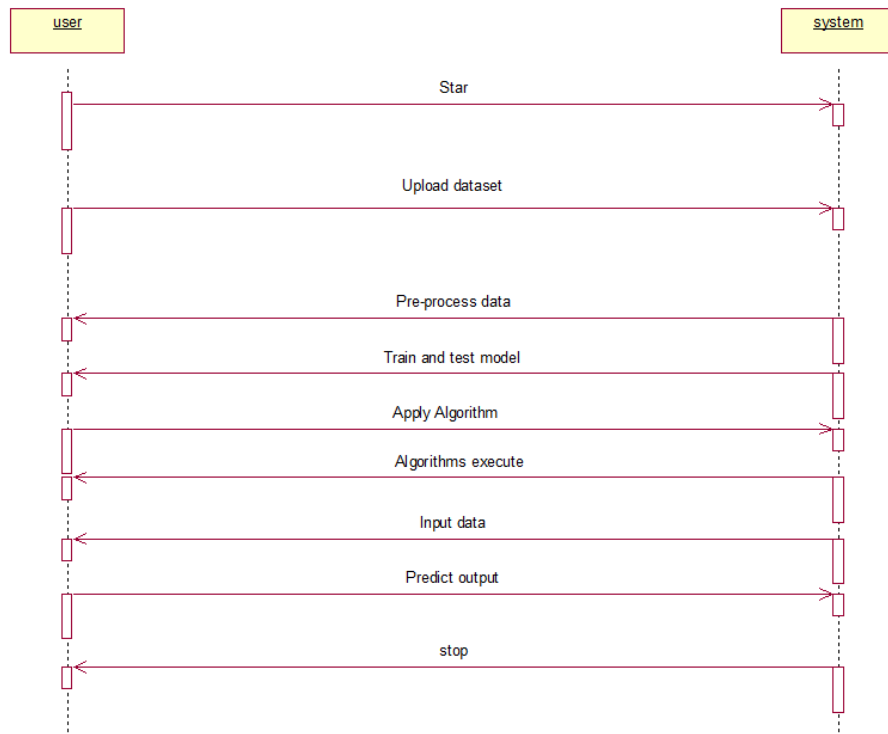 user
system
Star
Upload dataset
Pre-process data
Train and test model
Apply Algorithm
Algorithms execute
Input data
Predict output
stop